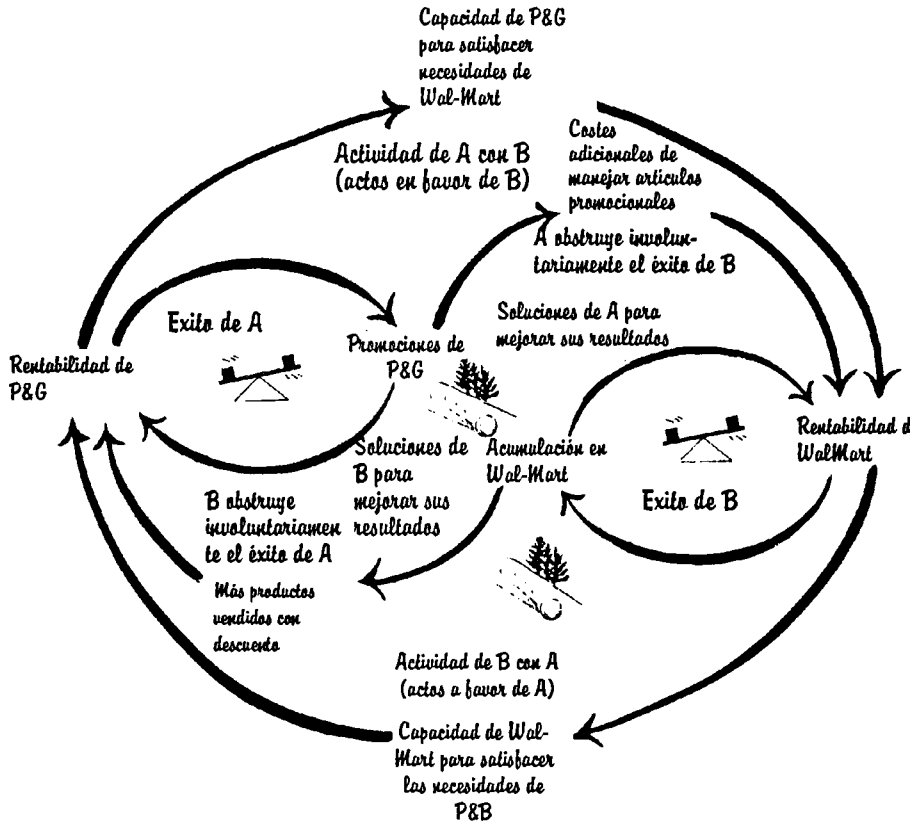 Capacidad de P&G
para satisfacer
necesidades de
Wal-Mart
Actividad de A con B
(actos en favor de B)
Costes
adicionales de
manejar artículos
promocionales
A obstruye involun-
tariamente el éxito de B
Exito de A
Soluciones de A para
mejorar sus resultados
Rentabilidad de
P&G
Promociones de
P&G
Soluciones de
B para
mejorar sus
resultados
Acumulación en
Wal-Mart
Exito de B
Rentabilidad d
WalMart
B obstruye
involuntariamen
te el éxito de A
Más productos
vendidos con
descuento
Actividad de B con A
(actos a favor de A)
Capacidad de Wal-
Mart para satisfacer
las necesidades de
P&B